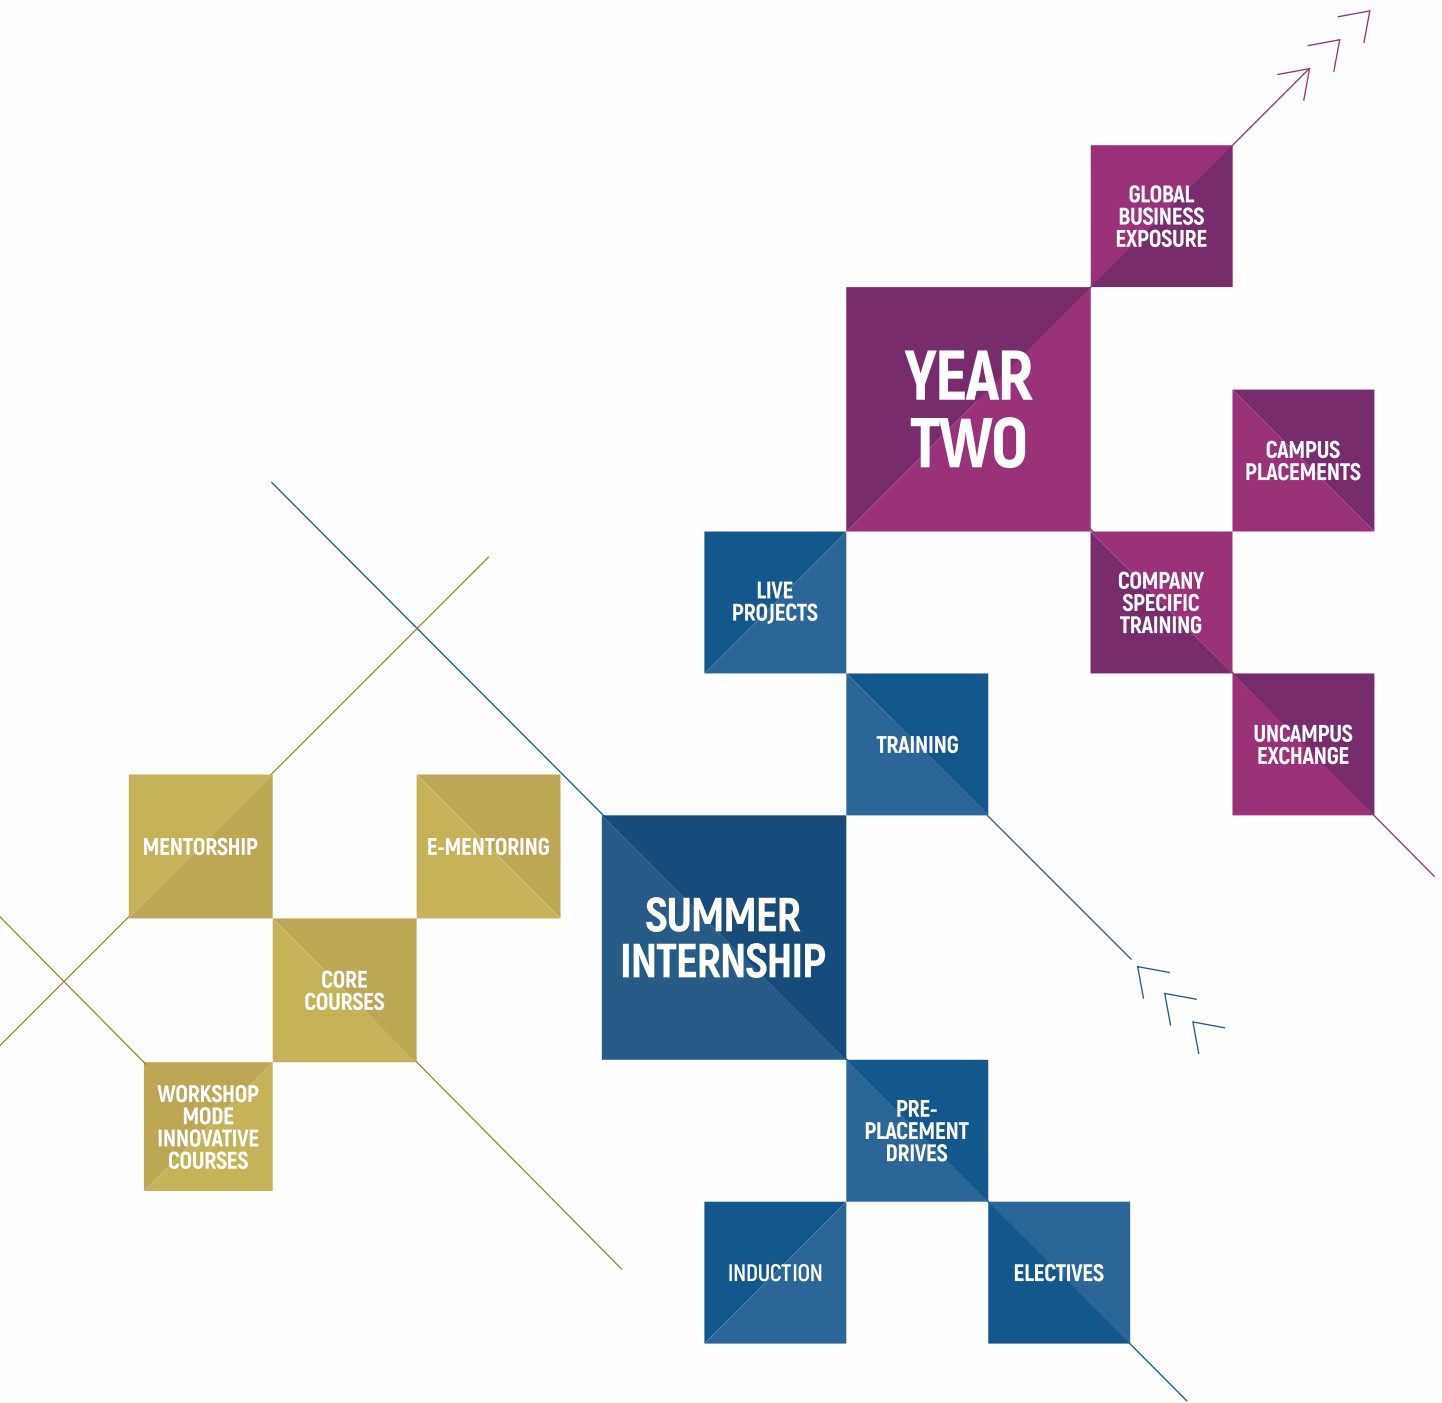 GLOBAL
BUSINESS
EXPOSURE
YEAR
TWO
CAMPUS
PLACEMENTS
LIVE
PROJECTS
COMPANY
SPECIFIC
TRAINING
TRAINING
UNCAMPUS
EXCHANGE
MENTORSHIP
E-MENTORING
SUMMER
INTERNSHIP
CORE
COURSES
WORKSHOP
MODE
INNOVATIVE
COURSES
PRE-
PLACEMENT
DRIVES
INDUCTION
ELECTIVES